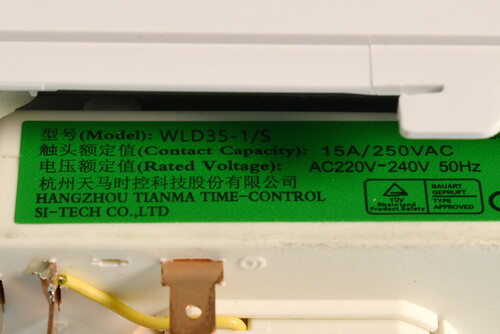 型号(Model): WLD35-1/S
触头额定值(Contact Capacity): 15A/250VAC
电压额定值(Rated Voltage): AC220V-240V 50Hz
杭州天马时控科技股份有限公司
HANGZHOU TIANMA TIME-CONTROL
SI-TECH CO.,LTD
TÜV
Rheinland
Product Safety
BAUART
GEPRÜFT
TYPE
APPROVED